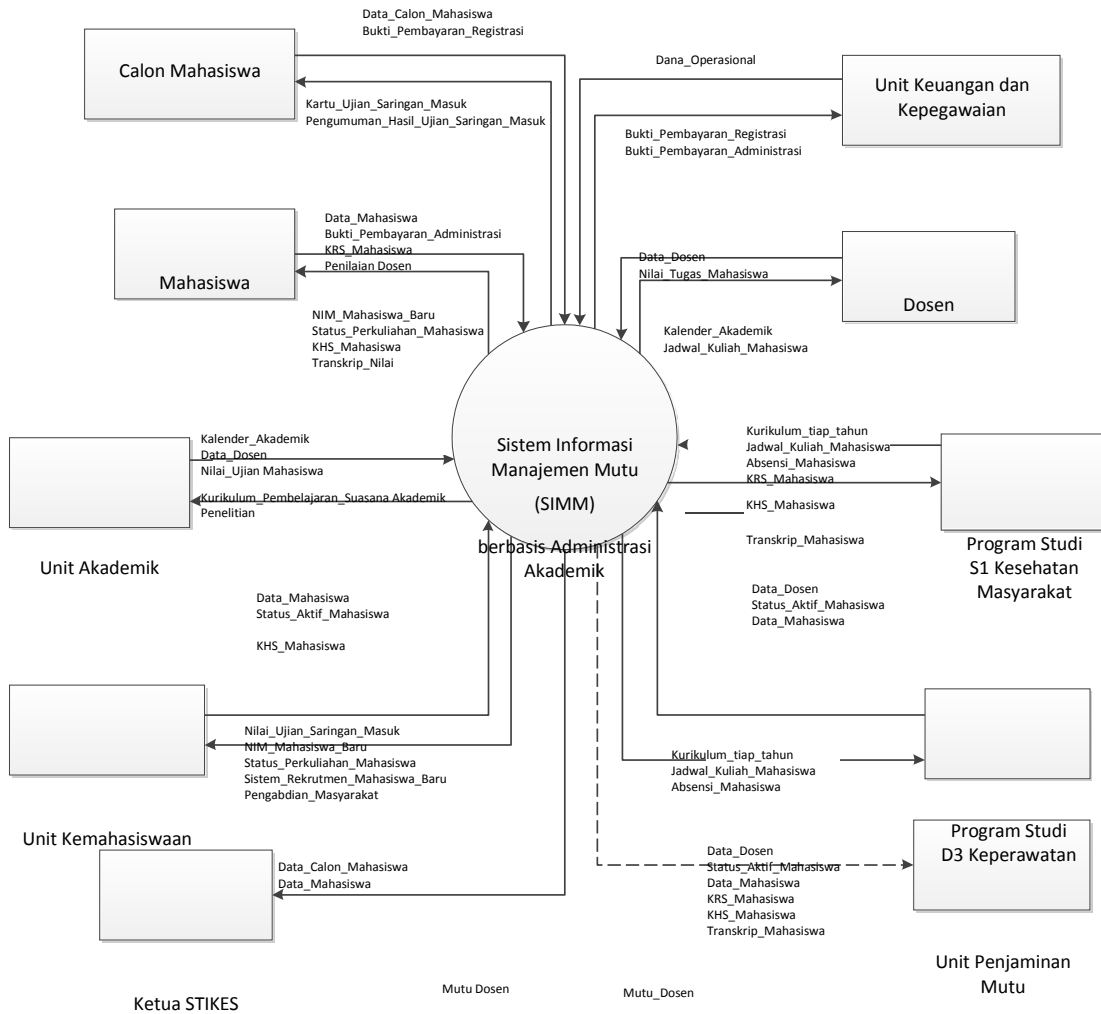 Data_Calon_Mahasiswa
Bukti_Pembayaran_Registrasi
Calon Mahasiswa
Kartu_Ujian_Saringan_Masuk
Pengumuman_Hasil_Ujian_Saringan_Masuk
Dana_Operasional
Unit Keuangan dan
Kepegawaian
Bukti_Pembayaran_Registrasi
Bukti_Pembayaran_Administrasi
Data_Mahasiswa
Bukti_Pembayaran_Administrasi
KRS_Mahasiswa
Penilaian Dosen
Mahasiswa
NIM_Mahasiswa_Baru
Status_Perkuliahan_Mahasiswa
KHS_Mahasiswa
Transkrip_Nilai
Data_Dosen
Nilai_Tugas_Mahasiswa
Dosen
Kalender_Akademik
Jadwal_Kuliah_Mahasiswa
Kalender_Akademik
Data_Dosen
Nilai_Ujian Mahasiswa
Kurikulum_Pembelajaran_Suasana Akademik
Penelitian
Unit Akademik
Sistem Informasi
Manajemen Mutu
(SIMM)
berbasis Administrasi
Akademik
Kurikulum_tiap_tahun
Jadwal_Kuliah_Mahasiswa
Absensi_Mahasiswa
KRS_Mahasiswa
KHS_Mahasiswa
Transkrip_Mahasiswa
Program Studi
S1 Kesehatan
Masyarakat
Data_Mahasiswa
Status_Aktif_Mahasiswa
KHS_Mahasiswa
Data_Dosen
Status_Aktif_Mahasiswa
Data_Mahasiswa
Nilai_Ujian_Saringan_Masuk
NIM_Mahasiswa_Baru
Status_Perkuliahan_Mahasiswa
Sistem_Rekrutmen_Mahasiswa_Baru
Pengabdian_Masyarakat
Unit Kemahasiswaan
Kurikulum_tiap_tahun
Jadwal_Kuliah_Mahasiswa
Absensi_Mahasiswa
Program Studi
D3 Keperawatan
Data_Calon_Mahasiswa
Data_Mahasiswa
Data_Dosen
Status_Aktif_Mahasiswa
Data_Mahasiswa
KRS_Mahasiswa
KHS_Mahasiswa
Transkrip_Mahasiswa
Unit Penjaminan
Mutu
Ketua STIKES
Mutu Dosen
Mutu_Dosen